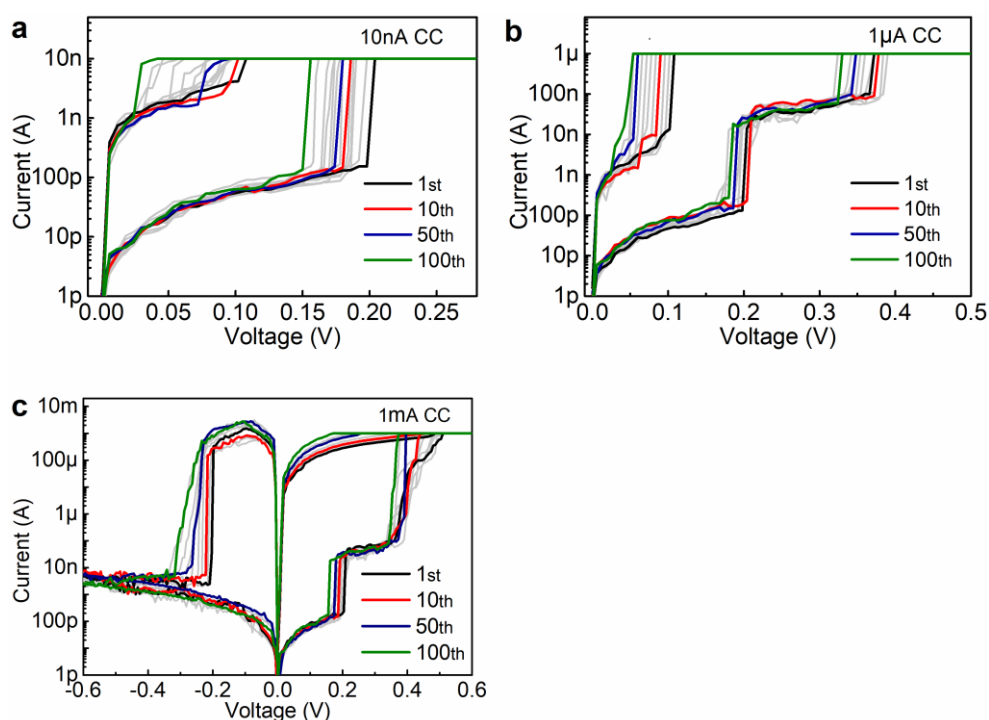 a
10nA CC
10n
1n
100p
10p
1p
Current (A)
1st
10th
50th
100th
0.00 0.05 0.10 0.15 0.20 0.25
Voltage (V)
b
1µA CC
1µ
100n
10n
1n
100p
10p
1p
Current (A)
1st
10th
50th
100th
0.0 0.1 0.2 0.3 0.4 0.5
Voltage (V)
c
1mA CC
10m
100µ
1µ
10n
100p
1p
Current (A)
1st
10th
50th
100th
-0.6 -0.4 -0.2 0.0 0.2 0.4 0.6
Voltage (V)